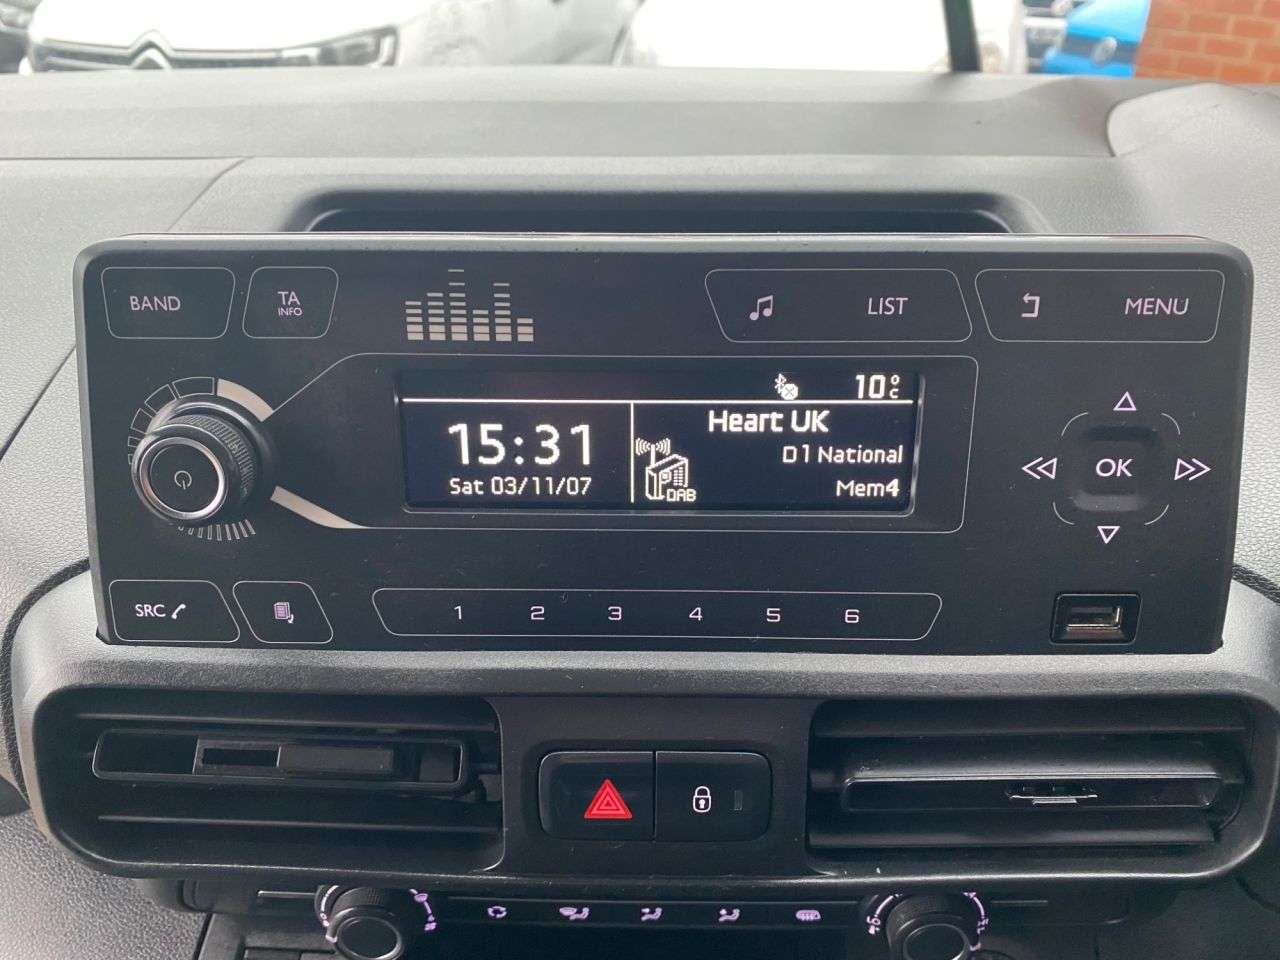 BAND
TA
INFO
LIST
MENU
10°C
15:31
Sat 03/11/07
Heart UK
D1 National
Mem4
DAB
OK
SRC
1 2 3 4 5 6